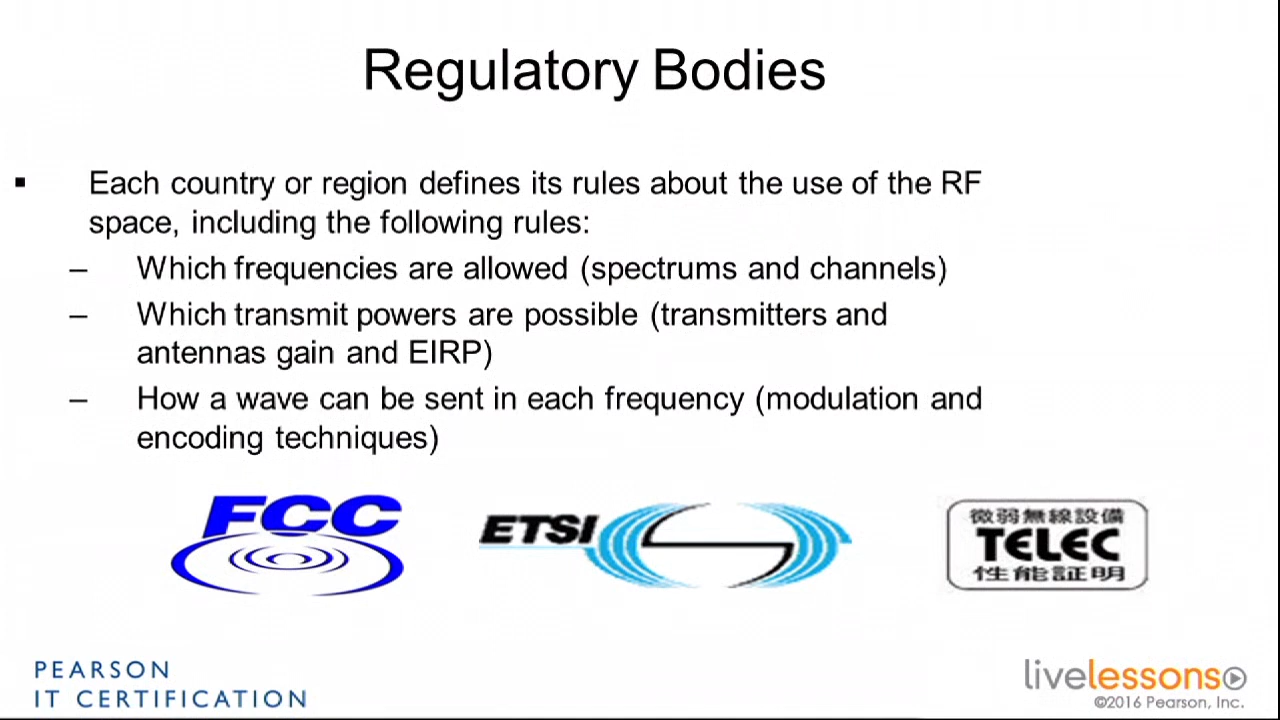 Regulatory Bodies
▪ Each country or region defines its rules about the use of the RF
space, including the following rules:
– Which frequencies are allowed (spectrums and channels)
– Which transmit powers are possible (transmitters and
antennas gain and EIRP)
– How a wave can be sent in each frequency (modulation and
encoding techniques)
FCC
ETSI
微弱無線設備
TELEC
性能証明
PEARSON
IT CERTIFICATION
livelessons
©2016 Pearson, Inc.